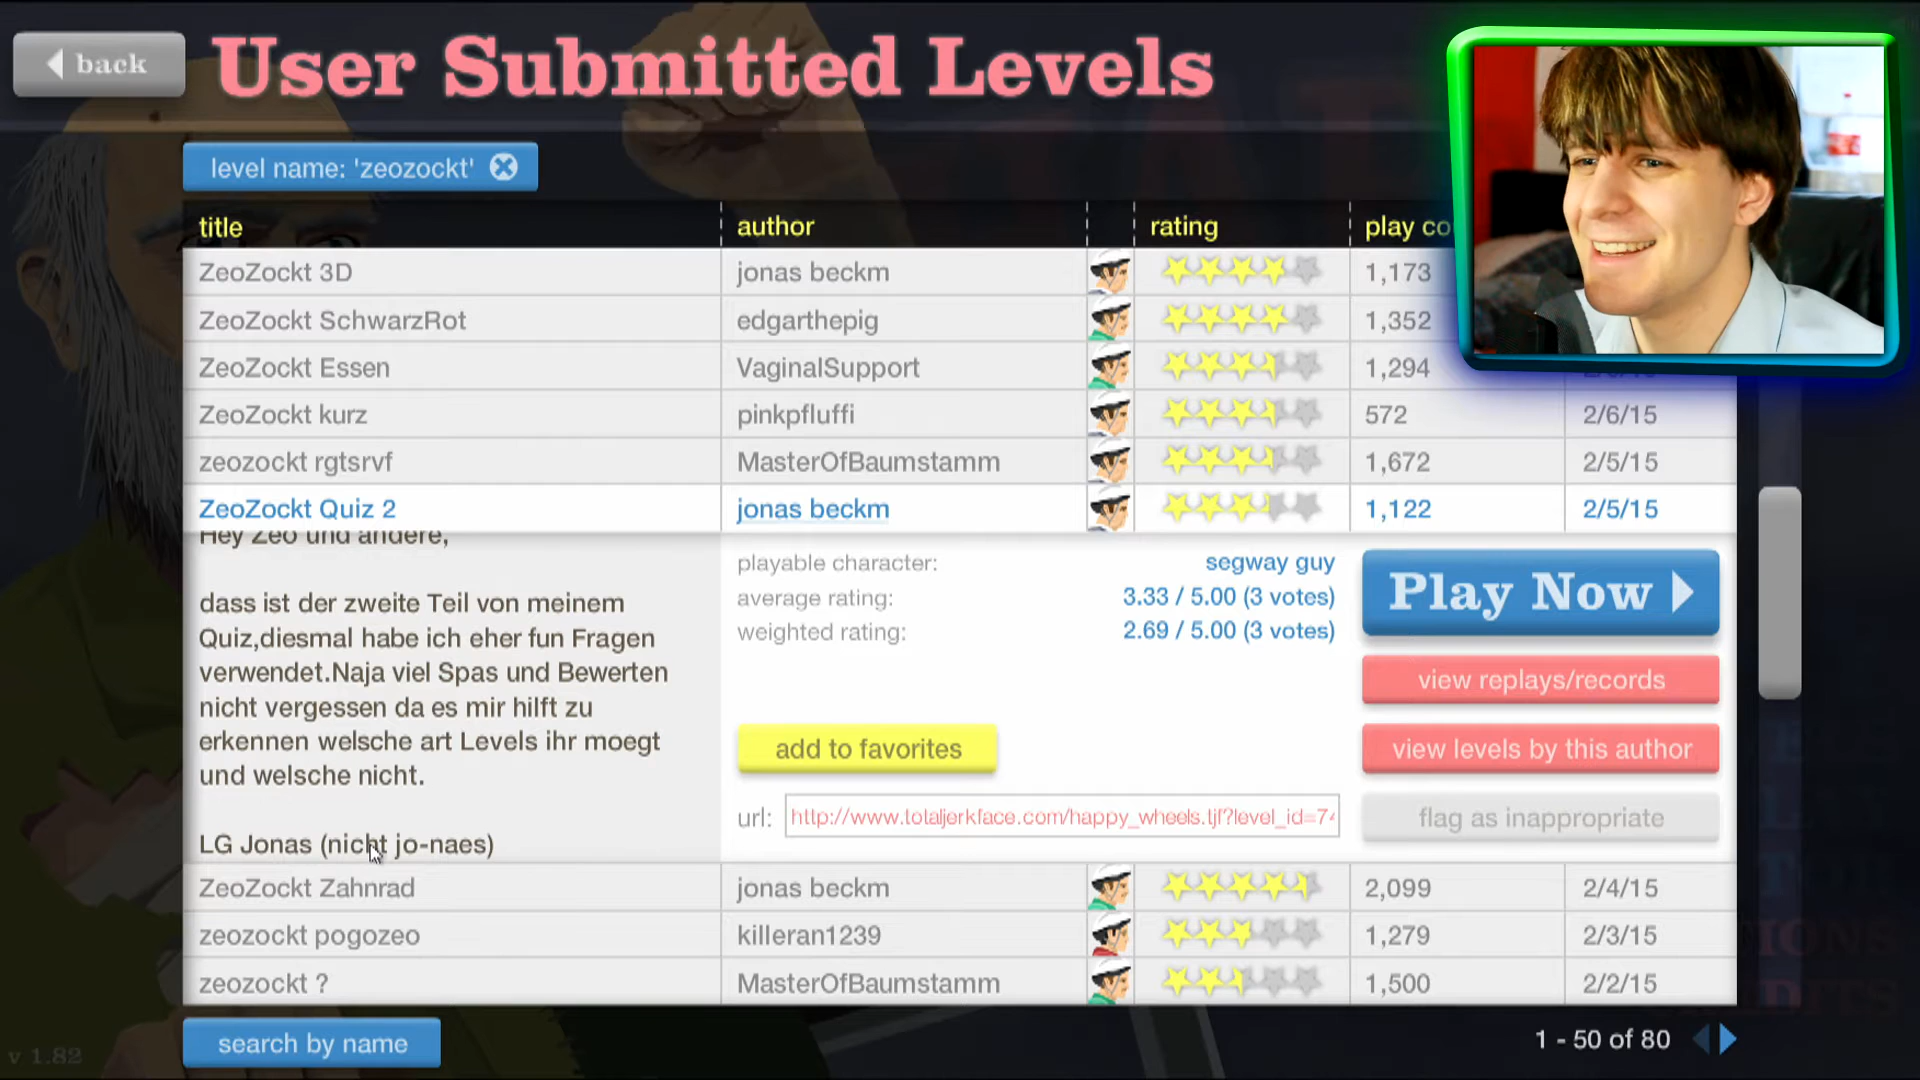 back
User Submitted Levels
level name: 'zeozockt'
title author rating play co
ZeoZockt 3D jonas beckm 1,173
ZeoZockt SchwarzRot edgarthepig 1,352
ZeoZockt Essen VaginalSupport 1,294
ZeoZockt kurz pinkpfluffi 572 2/6/15
zeozockt rgtsrvf MasterOfBaumstamm 1,672 2/5/15
ZeoZockt Quiz 2 jonas beckm 1,122 2/5/15
Hey Zeo und andere,
dass ist der zweite Teil von meinem
Quiz,diesmal habe ich eher fun Fragen
verwendet.Naja viel Spas und Bewerten
nicht vergessen da es mir hilft zu
erkennen welsche art Levels ihr moegt
und welsche nicht.
LG Jonas (nicht jo-naes)
playable character: segway guy
average rating: 3.33 / 5.00 (3 votes)
weighted rating: 2.69 / 5.00 (3 votes)
add to favorites
url: http://www.totaljerkface.com/happy_wheels.tjf?level_id=7
Play Now
view replays/records
view levels by this author
flag as inappropriate
ZeoZockt Zahnrad jonas beckm 2,099 2/4/15
zeozockt pogozeo killeran1239 1,279 2/3/15
zeozockt ? MasterOfBaumstamm 1,500 2/2/15
search by name
1 - 50 of 80
v 1.82